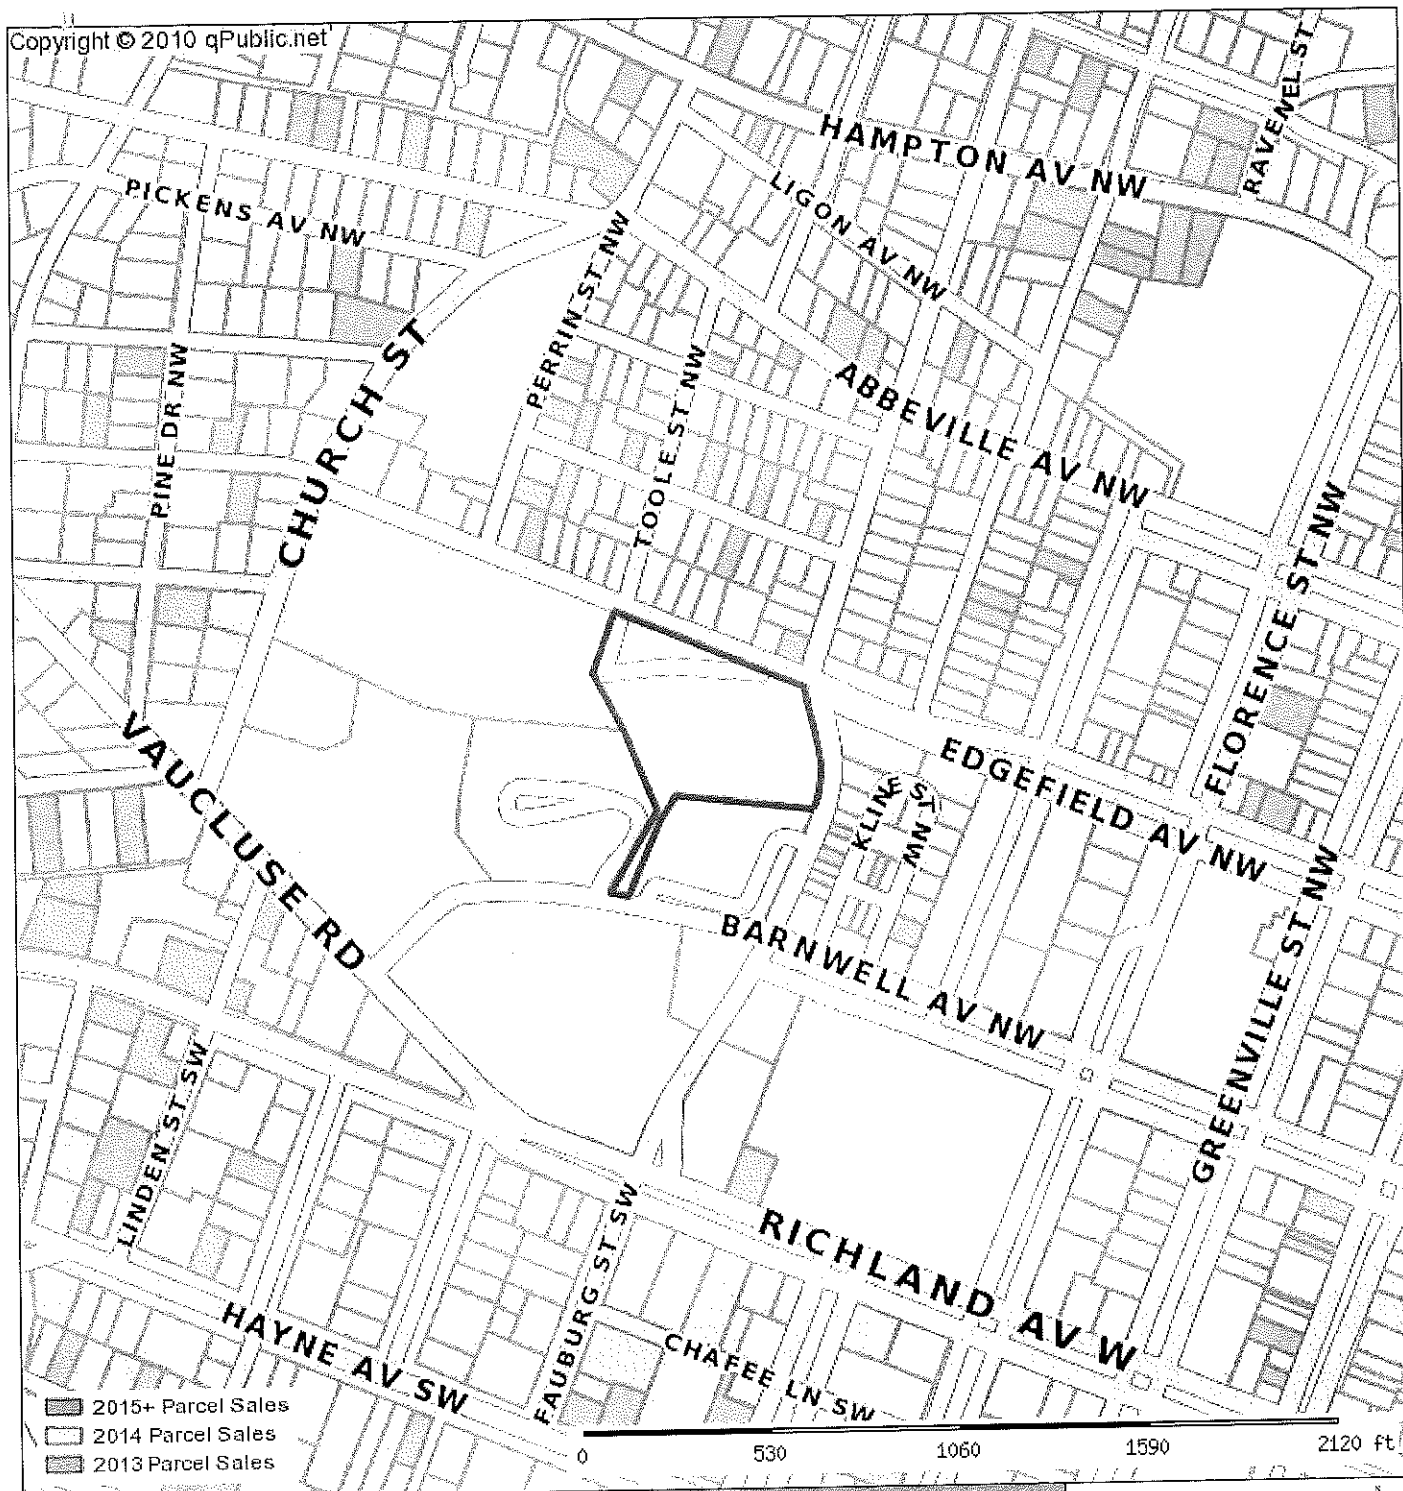 Copyright © 2010 qPublic.net
HAMPTON AV NW
RAVENEL ST
LIGON AV NW
PICKENS AV NW
PERRIN ST NW
CHURCH ST
PINE DR NW
TOOLE ST NW
ABBEVILLE AV NW
FLORENCE ST NW
VAUCLUSE RD
EDGEFIELD AV NW
KLINE ST NW
BARNWELL AV NW
GREENVILLE ST NW
LINDEN ST SW
FAUBURG ST SW
RICHLAND AV W
HAYNE AV SW
CHAFEE LN SW
2015+ Parcel Sales
2014 Parcel Sales
2013 Parcel Sales
0 530 1060 1590 2120 ft